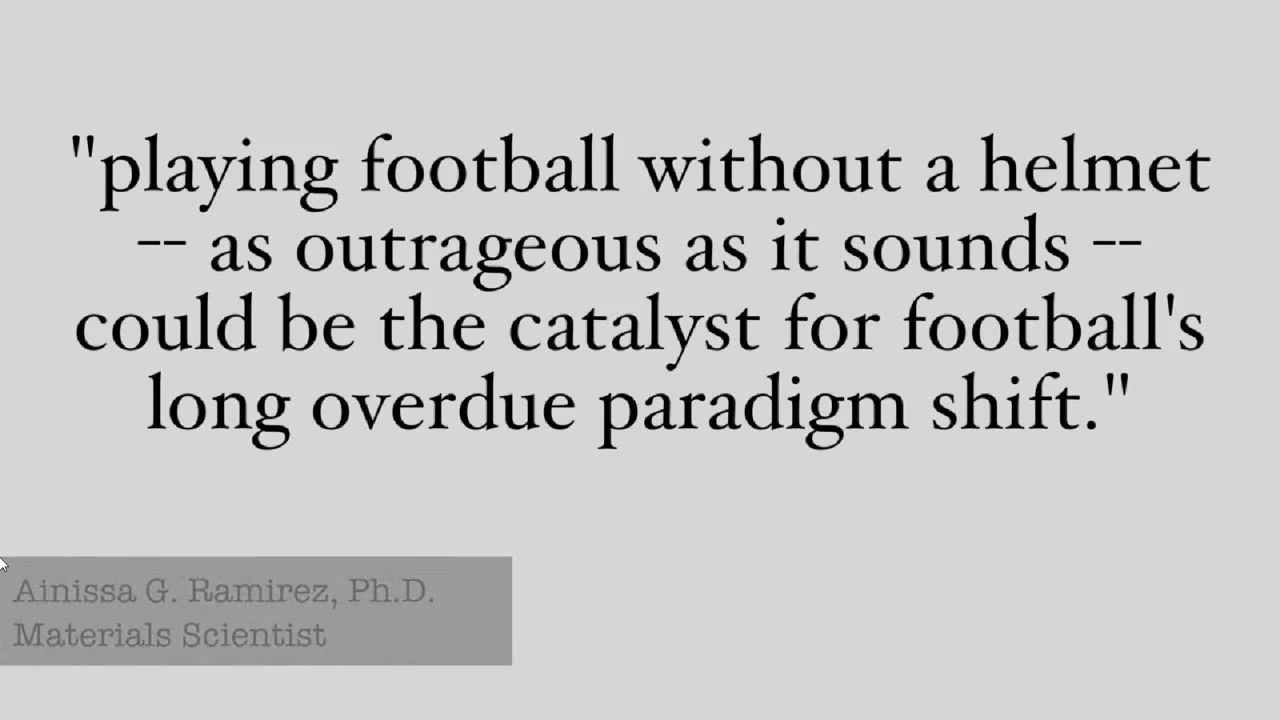 "playing football without a helmet
-- as outrageous as it sounds --
could be the catalyst for football's
long overdue paradigm shift."
Ainissa G. Ramirez, Ph.D.
Materials Scientist